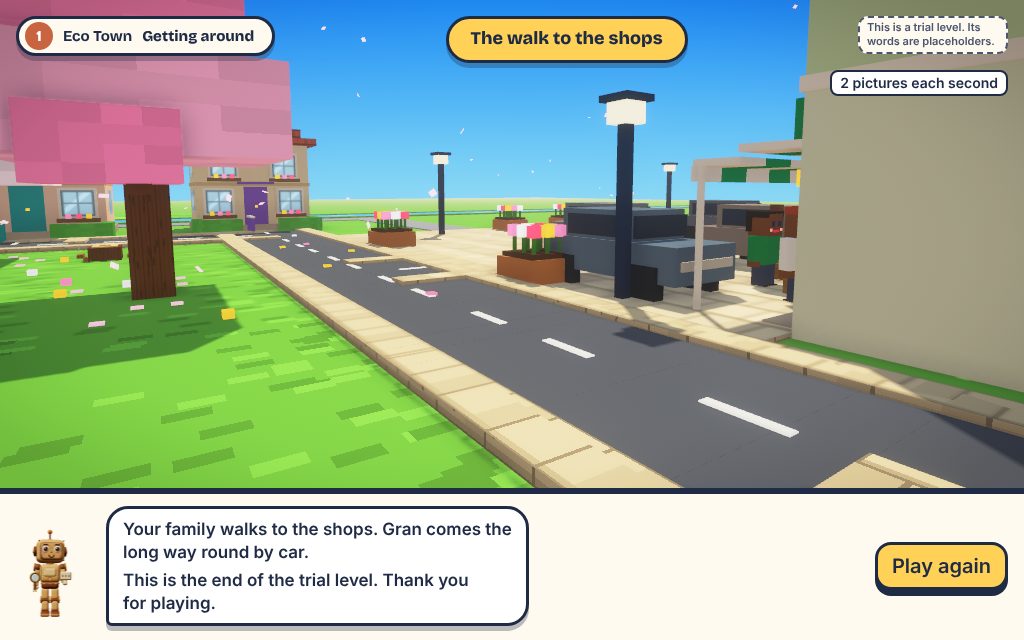 1 Eco Town Getting around
The walk to the shops
This is a trial level. Its
words are placeholders.
2 pictures each second
Your family walks to the shops. Gran comes the
long way round by car.
This is the end of the trial level. Thank you
for playing.
Play again